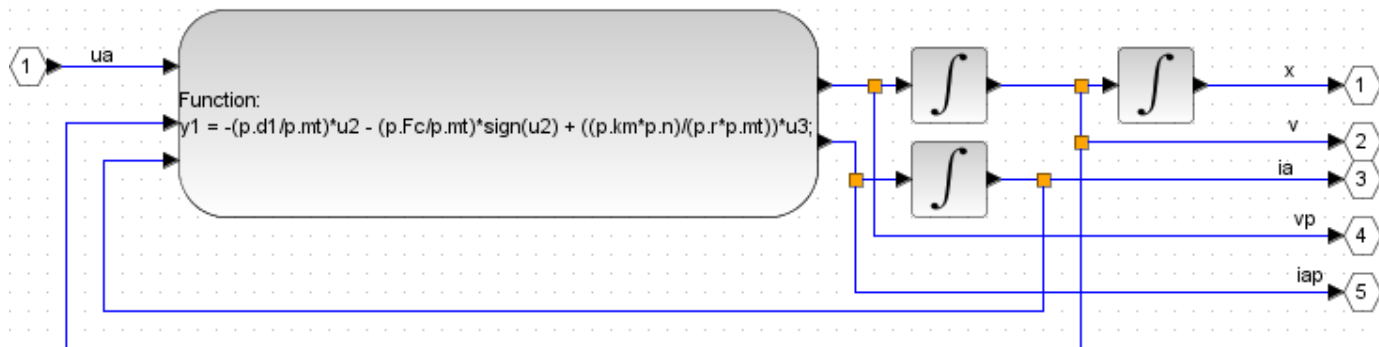 1
ua
Function:
y1 = -(p.d1/p.mt)*u2 - (p.Fc/p.mt)*sign(u2) + ((p.km*p.n)/(p.r*p.mt))*u3;
∫
∫
x
1
v
2
∫
ia
3
vp
4
iap
5